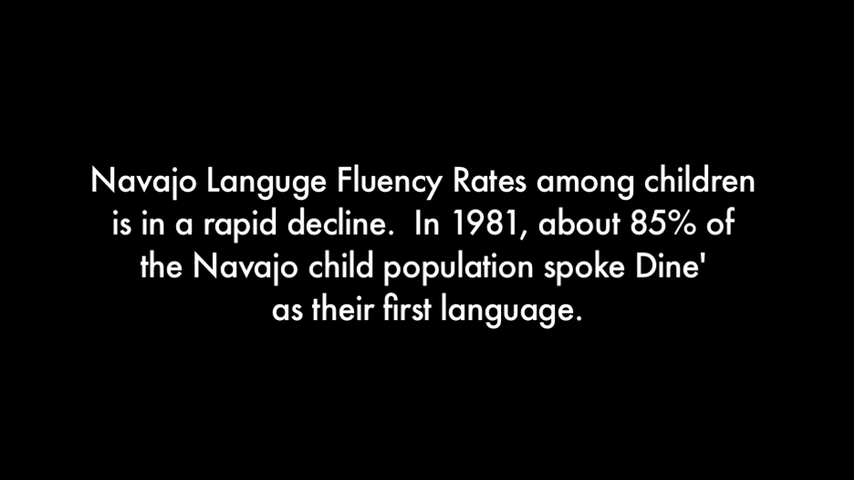 Navajo Languge Fluency Rates among children
is in a rapid decline.  In 1981, about 85% of
the Navajo child population spoke Dine'
as their first language.